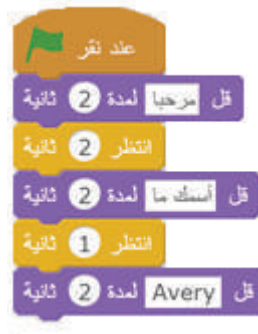 عند نقر
قل مرحبا لمدة 2 ثانية
انتظر 2 ثانية
قل أسمك ما لمدة 2 ثانية
انتظر 1 ثانية
قل Avery لمدة 2 ثانية